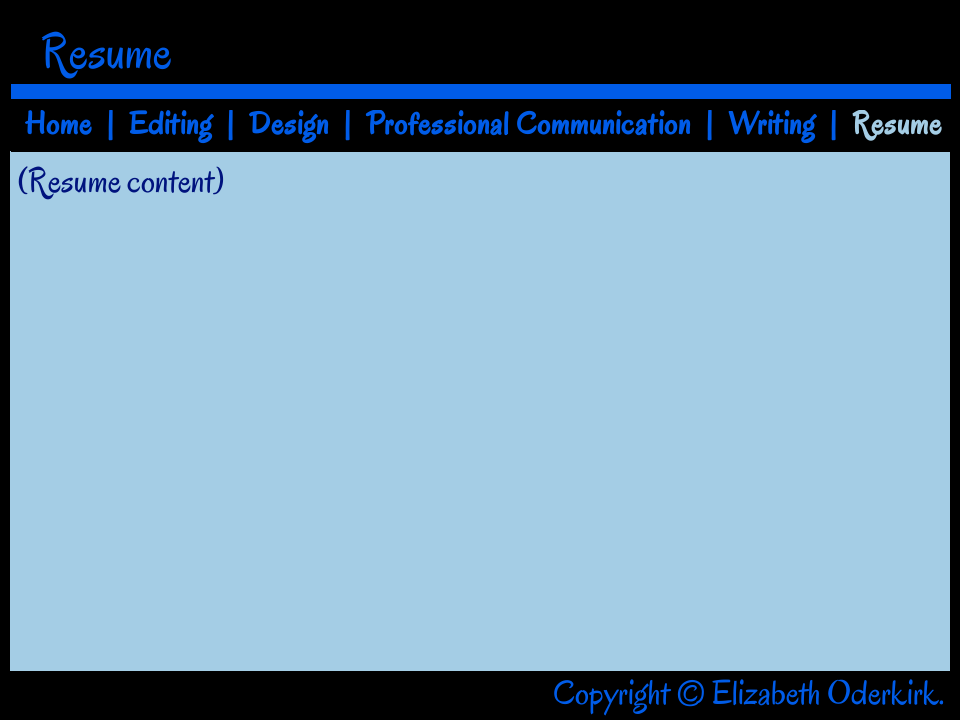 Resume
Home | Editing | Design | Professional Communication | Writing | Resume
(Resume content)
Copyright © Elizabeth Oderkirk.